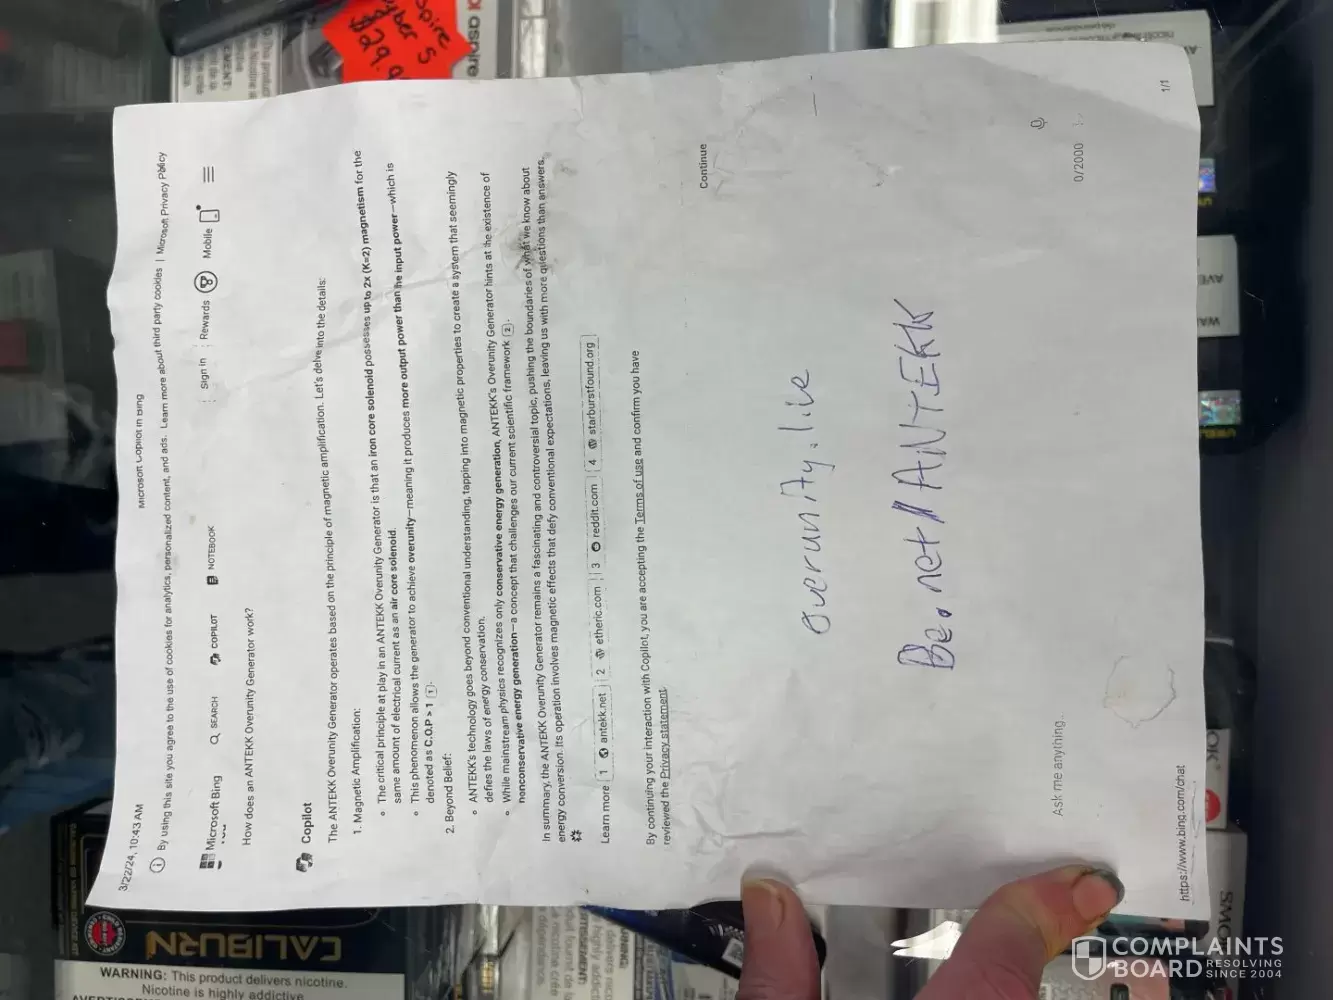 3/22/24, 10:43 AM
Microsoft Copilot in Bing
By using this site you agree to the use of cookies for analytics, personalized content, and ads. Learn more about third party cookies | Microsoft Privacy Policy
Microsoft Bing
SEARCH
COPILOT
NOTEBOOK
Sign in
Rewards
Mobile
How does an ANTEKK Overunity Generator work?
Copilot
The ANTEKK Overunity Generator operates based on the principle of magnetic amplification. Let's delve into the details:
1. Magnetic Amplification:
The critical principle at play in an ANTEKK Overunity Generator is that an iron core solenoid possesses up to 2x (K=2) magnetism for the
same amount of electrical current as an air core solenoid.
This phenomenon allows the generator to achieve overunity—meaning it produces more output power than he input power—which is
denoted as C.O.P > 1 1.
2. Beyond Belief:
ANTEKK's technology goes beyond conventional understanding, tapping into magnetic properties to create a system that seemingly
defies the laws of energy conservation.
While mainstream physics recognizes only conservative energy generation, ANTEKK's Overunity Generator hints at the existence of
nonconservative energy generation—a concept that challenges our current scientific framework 2.
In summary, the ANTEKK Overunity Generator remains a fascinating and controversial topic, pushing the boundaries of what we know about
energy conversion. Its operation involves magnetic effects that defy conventional expectations, leaving us with more questions than answers.
Learn more 1 antekk.net 2 etheric.com 3 reddit.com 4 starburstfound.org
By continuing your interaction with Copilot, you are accepting the Terms of use and confirm you have
reviewed the Privacy statement.
Continue
overunity.live
Be.net/ANTEKK
Ask me anything...
0/2000
https://www.bing.com/chat
1/1
aspire
$29.9
CALIBURN
WARNING: This product delivers nicotine.
Nicotine is highly addictive
SMO
COMPLAINTS
BOARD
RESOLVING
SINCE 2004